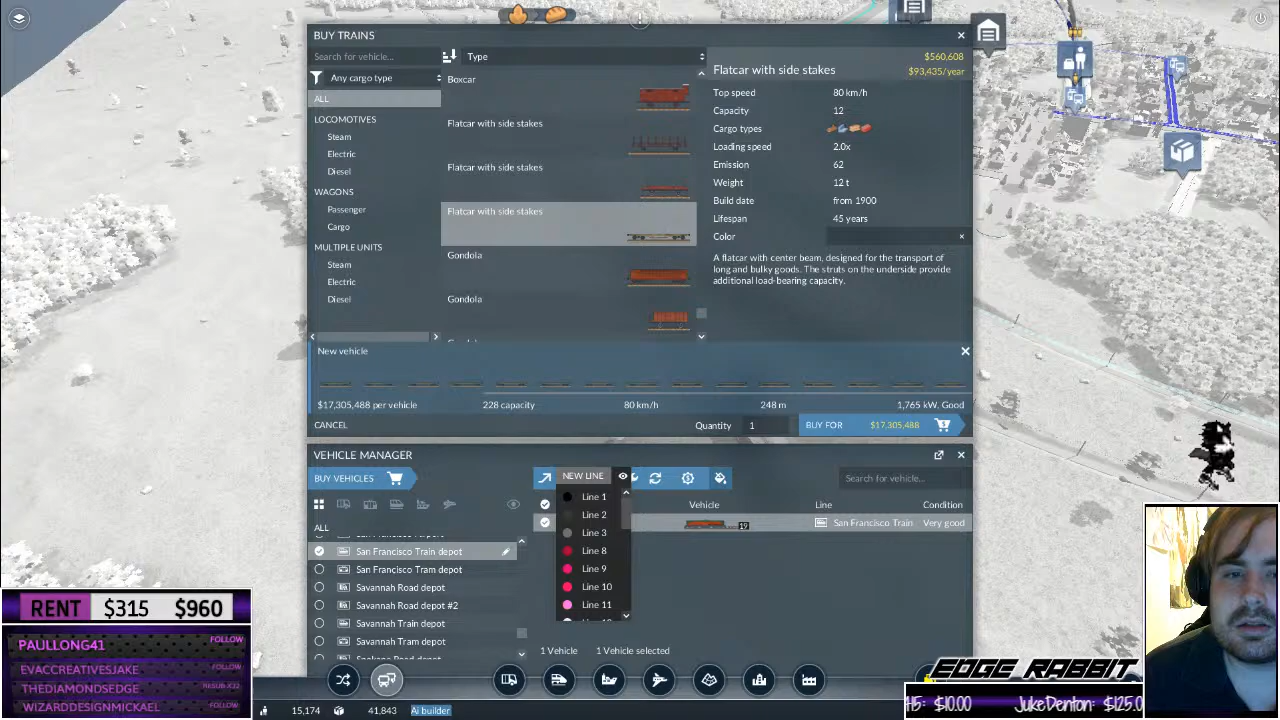 BUY TRAINS
Search for vehicle...
Type
Any cargo type
ALL
LOCOMOTIVES
Steam
Electric
Diesel
WAGONS
Passenger
Cargo
MULTIPLE UNITS
Steam
Electric
Diesel
Boxcar
Flatcar with side stakes
Flatcar with side stakes
Flatcar with side stakes
Gondola
Gondola
$560,608
Flatcar with side stakes
$93,435/year
Top speed 80 km/h
Capacity 12
Cargo types
Loading speed 2.0x
Emission 62
Weight 12 t
Build date from 1900
Lifespan 45 years
Color
A flatcar with center beam, designed for the transport of
long and bulky goods. The struts on the underside provide
additional load-bearing capacity.
New vehicle
$17,305,488 per vehicle 228 capacity 80 km/h 248 m 1,765 kW, Good
CANCEL
Quantity 1
BUY FOR $17,305,488
VEHICLE MANAGER
BUY VEHICLES
Search for vehicle...
ALL
San Francisco Train depot
San Francisco Tram depot
Savannah Road depot
Savannah Road depot #2
Savannah Train depot
Savannah Tram depot
NEW LINE
Line 1
Line 2
Line 3
Line 8
Line 9
Line 10
Line 11
Vehicle Line Condition
19 San Francisco Train Very good
1 Vehicle 1 Vehicle selected
15,174 41,843 Ai builder
RENT $315 $960
PAULLONG41 FOLLOW
EVACCREATIVESJAKE FOLLOW
THEDIAMONDSEDGE RESUB X32
WIZARDDESIGNMICKAEL FOLLOW
EDGE RABBIT
$10.00 JukeDenton: $125.0